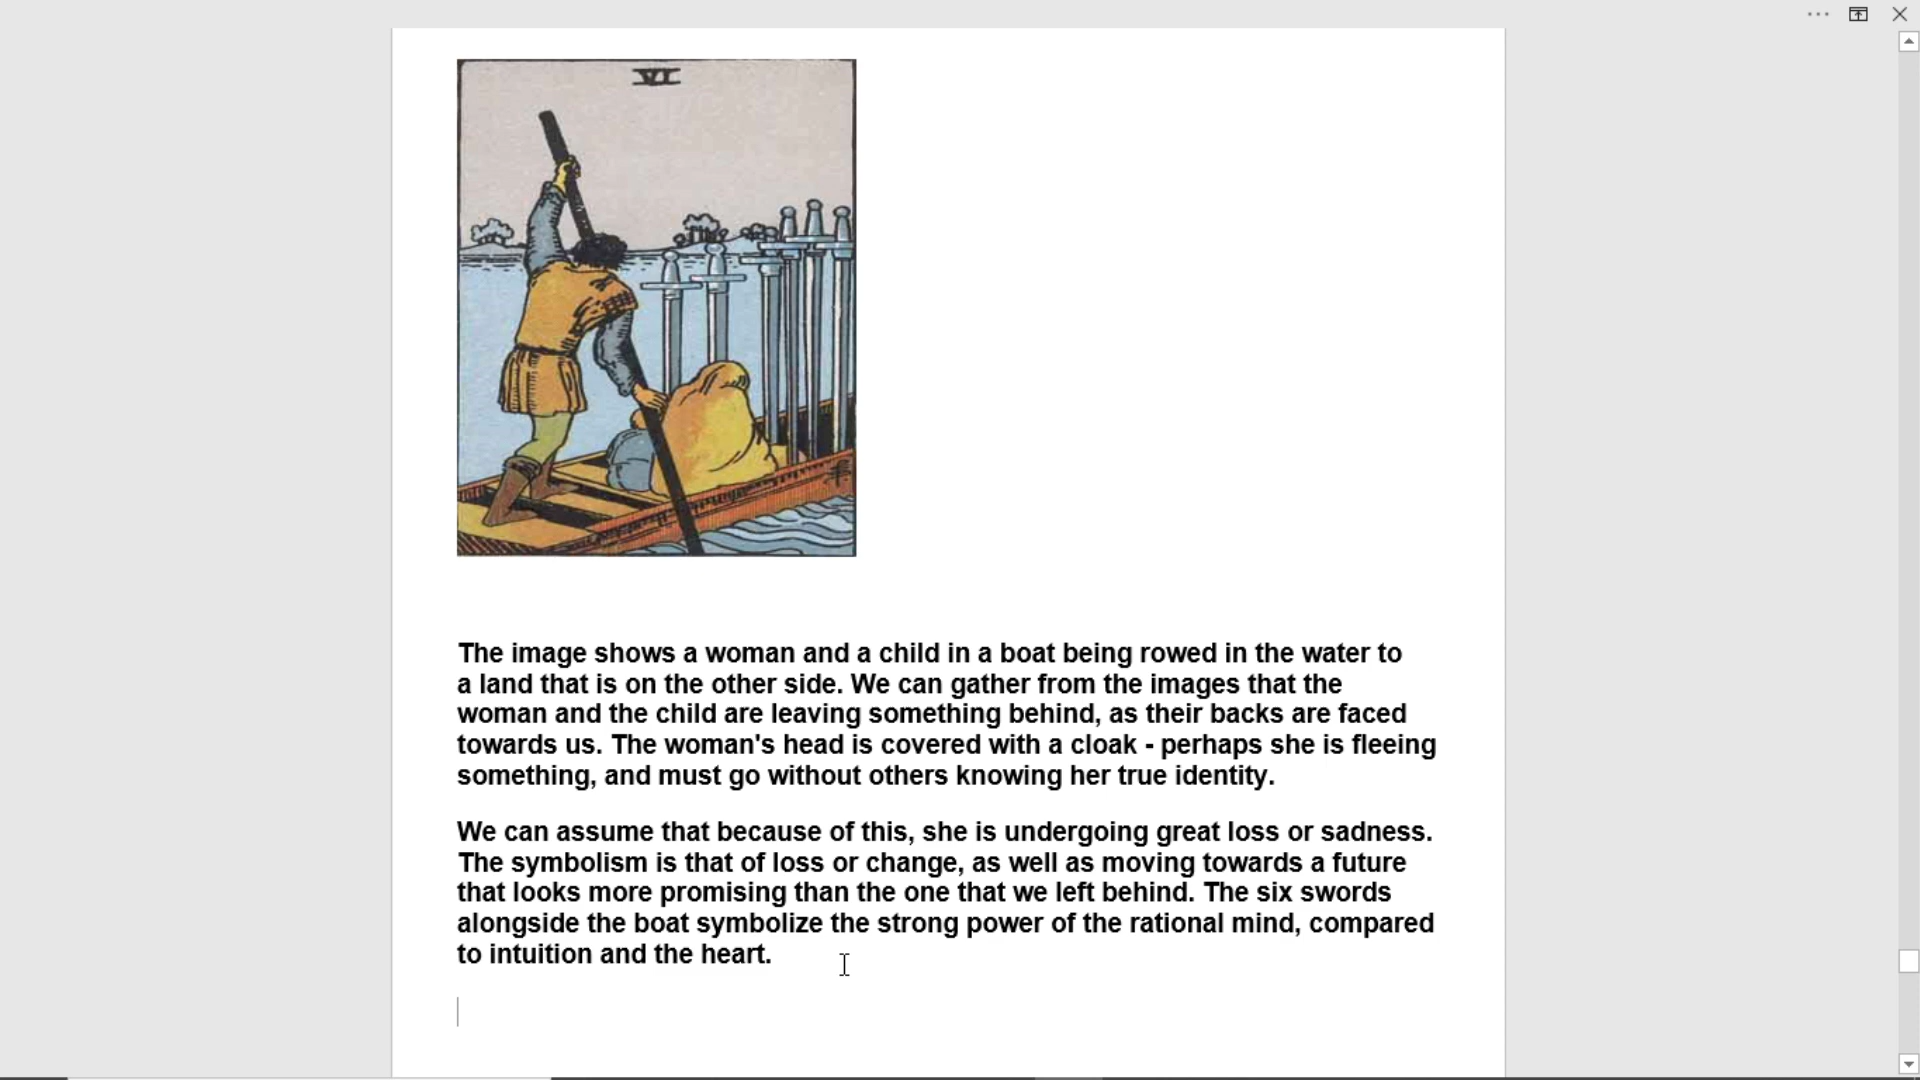 VI
The image shows a woman and a child in a boat being rowed in the water to
a land that is on the other side. We can gather from the images that the
woman and the child are leaving something behind, as their backs are faced
towards us. The woman's head is covered with a cloak - perhaps she is fleeing
something, and must go without others knowing her true identity.
We can assume that because of this, she is undergoing great loss or sadness.
The symbolism is that of loss or change, as well as moving towards a future
that looks more promising than the one that we left behind. The six swords
alongside the boat symbolize the strong power of the rational mind, compared
to intuition and the heart.